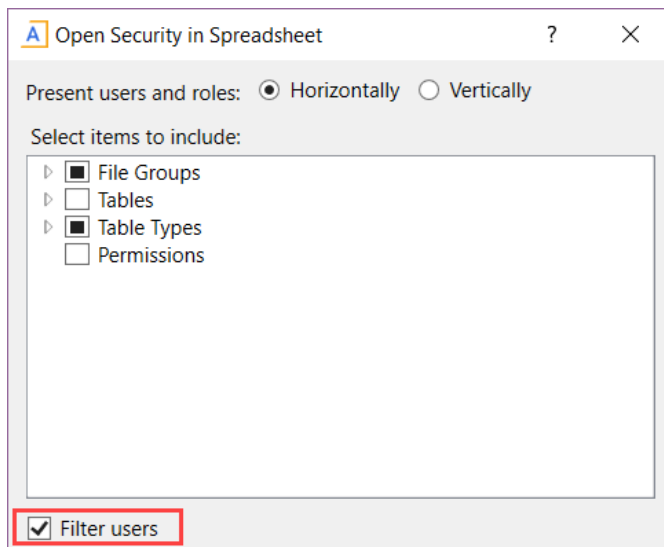 A Open Security in Spreadsheet ?
Present users and roles: Horizontally Vertically
Select items to include:
File Groups
Tables
Table Types
Permissions
Filter users